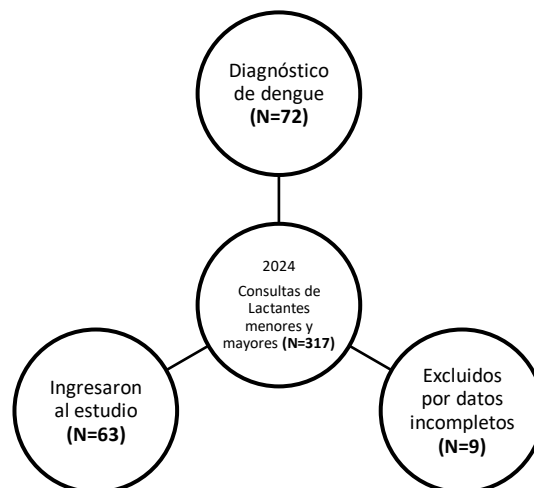 Diagnóstico
de dengue
(N=72)
2024
Consultas de
Lactantes
menores y
mayores (N=317)
Ingresaron
al estudio
(N=63)
Excluidos
por datos
incompletos
(N=9)